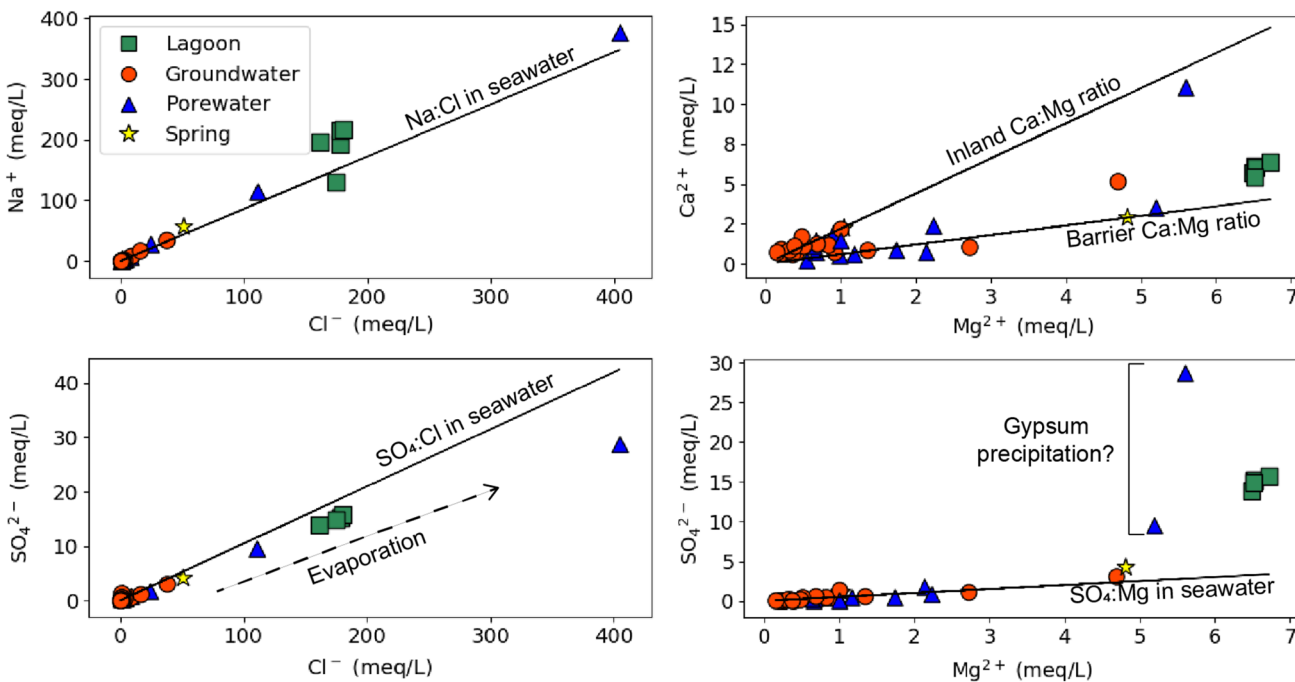 400
300
200
100
0
Na⁺ (meq/L)
Lagoon
Groundwater
Porewater
Spring
Na:Cl in seawater
0 100 200 300 400
Cl⁻ (meq/L)
15
12
10
8
5
2
0
Ca²⁺ (meq/L)
Inland Ca:Mg ratio
Barrier Ca:Mg ratio
0 1 2 3 4 5 6 7
Mg²⁺ (meq/L)
40
30
20
10
0
SO₄²⁻ (meq/L)
SO₄:Cl in seawater
Evaporation
0 100 200 300 400
Cl⁻ (meq/L)
30
25
20
15
10
5
0
SO₄²⁻ (meq/L)
Gypsum
precipitation?
SO₄:Mg in seawater
0 1 2 3 4 5 6 7
Mg²⁺ (meq/L)